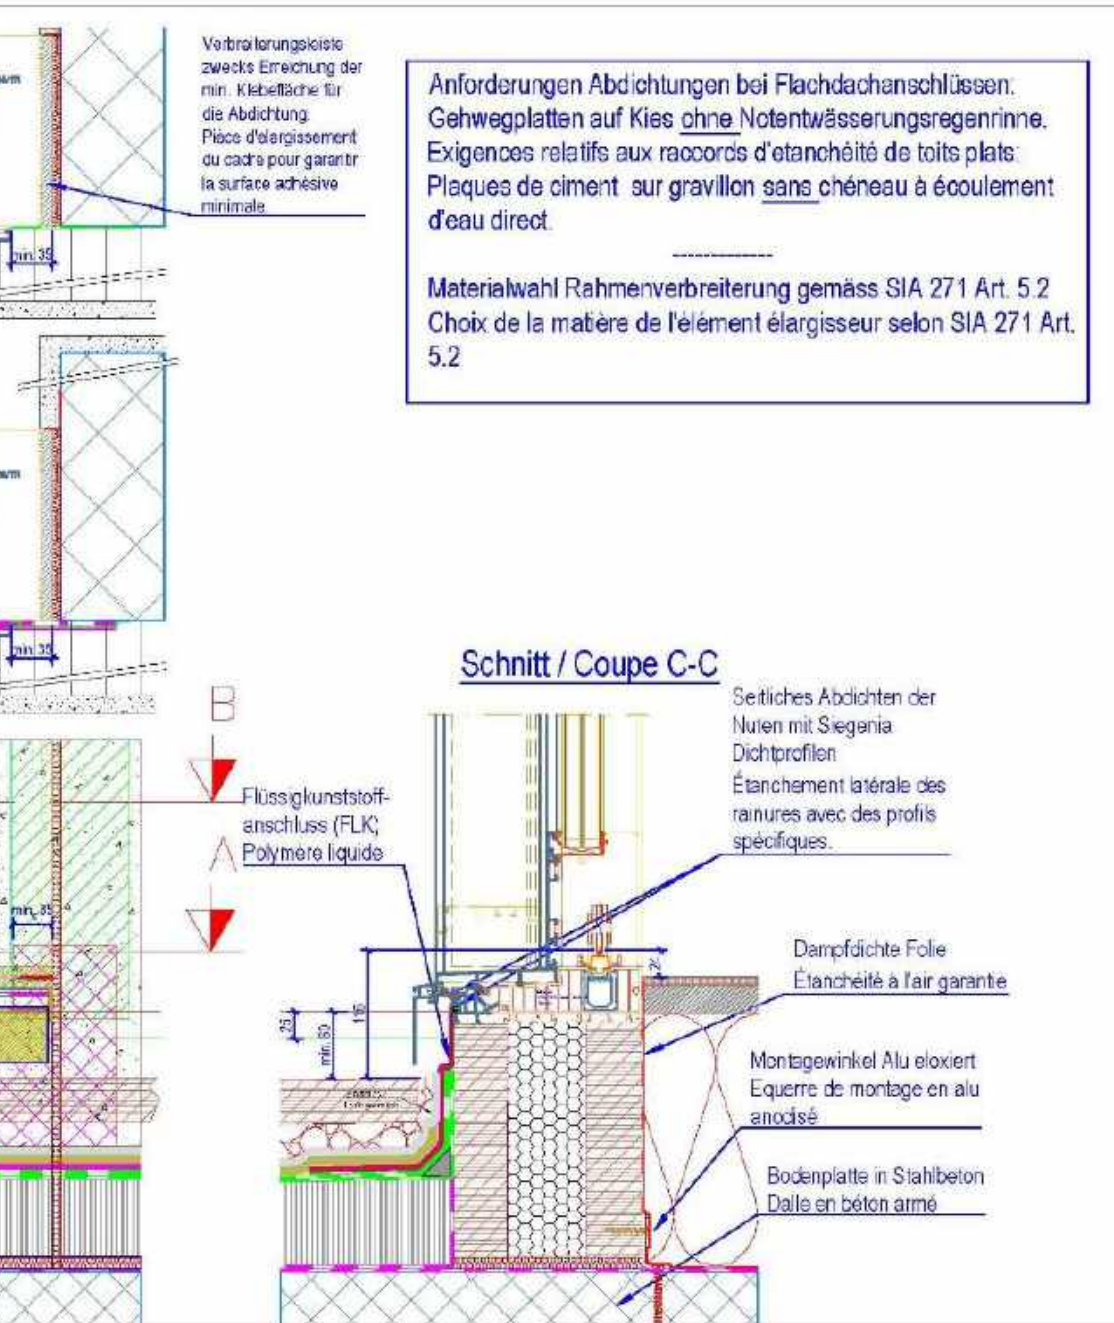 Verbreiterungsleiste
zwecks Erreichung der
min. Klebefläche für
die Abdichtung.
Pièce d'elargissement
du cadre pour garantir
la surface adhésive
minimale
Anforderungen Abdichtungen bei Flachdachanschlüssen:
Gehwegplatten auf Kies ohne Notentwässerungsregenrinne.
Exigences relatifs aux raccords d'etanchéité de toits plats:
Plaques de ciment sur gravillon sans chéneau à écoulement
d'eau direct.
-------------
Materialwahl Rahmenverbreiterung gemäss SIA 271 Art. 5.2
Choix de la matière de l'élément élargisseur selon SIA 271 Art.
5.2
min. 35
min. 35
Schnitt / Coupe C-C
Seitliches Abdichten der
Nuten mit Siegenia
Dichtprofilen
Étanchement latérale des
rainures avec des profils
spécifiques.
B
Flüssigkunststoff-
anschluss (FLK);
Polymère liquide
A
min. 35
Dampfdichte Folie
Étanchéité à l'air garantie
25
min. 60
Montagewinkel Alu eloxiert
Equerre de montage en alu
anodisé
Bodenplatte in Stahlbeton
Dalle en béton armé